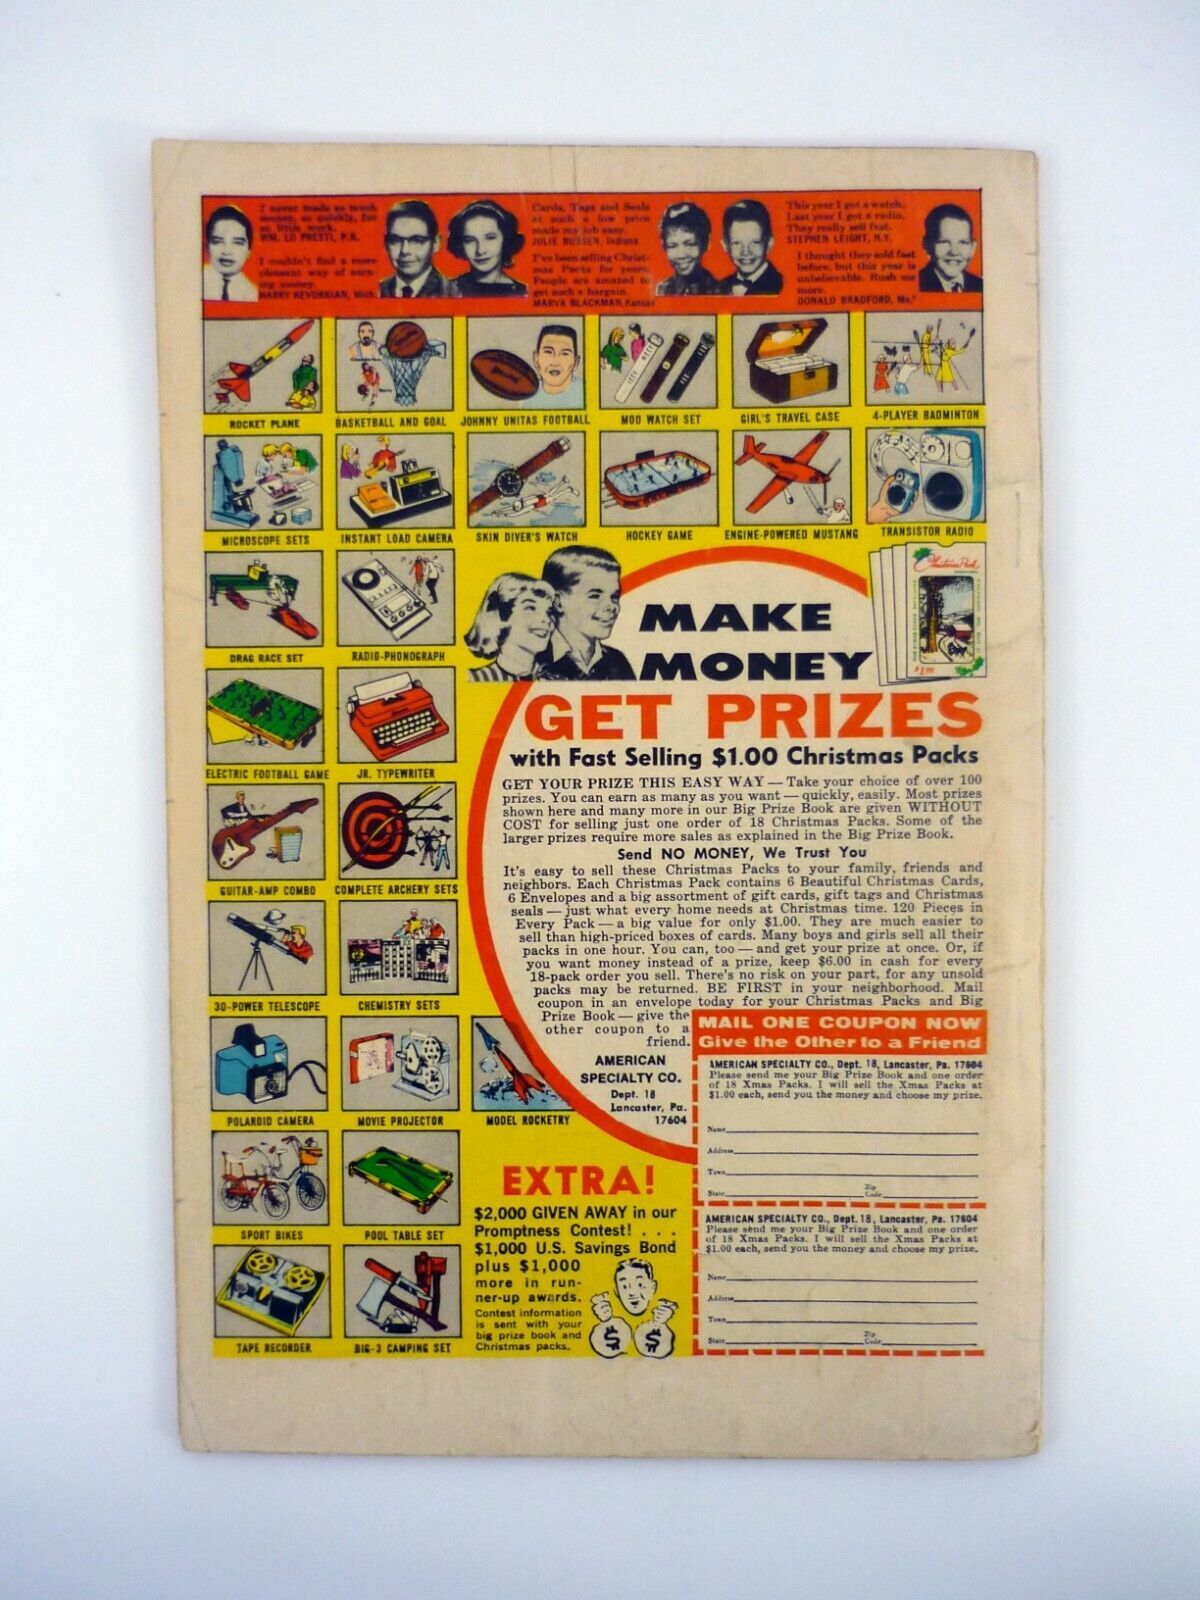 I never made so much
money, so quickly, for
so little work.
WM. LO PRESTI, P.R.
I couldn't find a more
pleasant way of earn-
ing money.
HARRY KEVORKIAN, Mich.
Cards, Tags and Seals
at such a low price
made my job easy.
JULIE BUSSEN, Indiana
I've been selling Christ-
mas Packs for years.
People are amazed to
get such a bargain.
MARVA BLACKMAN, Kansas
This year I got a watch.
Last year I got a radio.
They really sell fast.
STEPHEN LEIGHT, N.Y.
I thought they sold fast
before, but this year is
unbelievable. Rush me
more.
DONALD BRADFORD, Me.
ROCKET PLANE
BASKETBALL AND GOAL
JOHNNY UNITAS FOOTBALL
MOD WATCH SET
GIRL'S TRAVEL CASE
4-PLAYER BADMINTON
MICROSCOPE SETS
INSTANT LOAD CAMERA
SKIN DIVER'S WATCH
HOCKEY GAME
ENGINE-POWERED MUSTANG
TRANSISTOR RADIO
DRAG RACE SET
RADIO-PHONOGRAPH
ELECTRIC FOOTBALL GAME
JR. TYPEWRITER
GUITAR-AMP COMBO
COMPLETE ARCHERY SETS
30-POWER TELESCOPE
CHEMISTRY SETS
POLAROID CAMERA
MOVIE PROJECTOR
MODEL ROCKETRY
SPORT BIKES
POOL TABLE SET
TAPE RECORDER
BIG-3 CAMPING SET
Christmas Pack
$1.00
MAKE
MONEY
GET PRIZES
with Fast Selling $1.00 Christmas Packs
GET YOUR PRIZE THIS EASY WAY — Take your choice of over 100
prizes. You can earn as many as you want — quickly, easily. Most prizes
shown here and many more in our Big Prize Book are given WITHOUT
COST for selling just one order of 18 Christmas Packs. Some of the
larger prizes require more sales as explained in the Big Prize Book.
Send NO MONEY, We Trust You
It's easy to sell these Christmas Packs to your family, friends and
neighbors. Each Christmas Pack contains 6 Beautiful Christmas Cards,
6 Envelopes and a big assortment of gift cards, gift tags and Christmas
seals — just what every home needs at Christmas time. 120 Pieces in
Every Pack — a big value for only $1.00. They are much easier to
sell than high-priced boxes of cards. Many boys and girls sell all their
packs in one hour. You can, too — and get your prize at once. Or, if
you want money instead of a prize, keep $6.00 in cash for every
18-pack order you sell. There's no risk on your part, for any unsold
packs may be returned. BE FIRST in your neighborhood. Mail
coupon in an envelope today for your Christmas Packs and Big
Prize Book — give the
other coupon to a
friend.
AMERICAN
SPECIALTY CO.
Dept. 18
Lancaster, Pa.
17604
MAIL ONE COUPON NOW
Give the Other to a Friend
AMERICAN SPECIALTY CO., Dept. 18, Lancaster, Pa. 17604
Please send me your Big Prize Book and one order
of 18 Xmas Packs. I will sell the Xmas Packs at
$1.00 each, send you the money and choose my prize.
Name
Address
Town
State Zip Code
AMERICAN SPECIALTY CO., Dept. 18, Lancaster, Pa. 17604
Please send me your Big Prize Book and one order
of 18 Xmas Packs. I will sell the Xmas Packs at
$1.00 each, send you the money and choose my prize.
Name
Address
Town
State Zip Code
EXTRA!
$2,000 GIVEN AWAY in our
Promptness Contest! . . .
$1,000 U.S. Savings Bond
plus $1,000
more in run-
ner-up awards.
Contest information
is sent with your
big prize book and
Christmas packs.
$ $